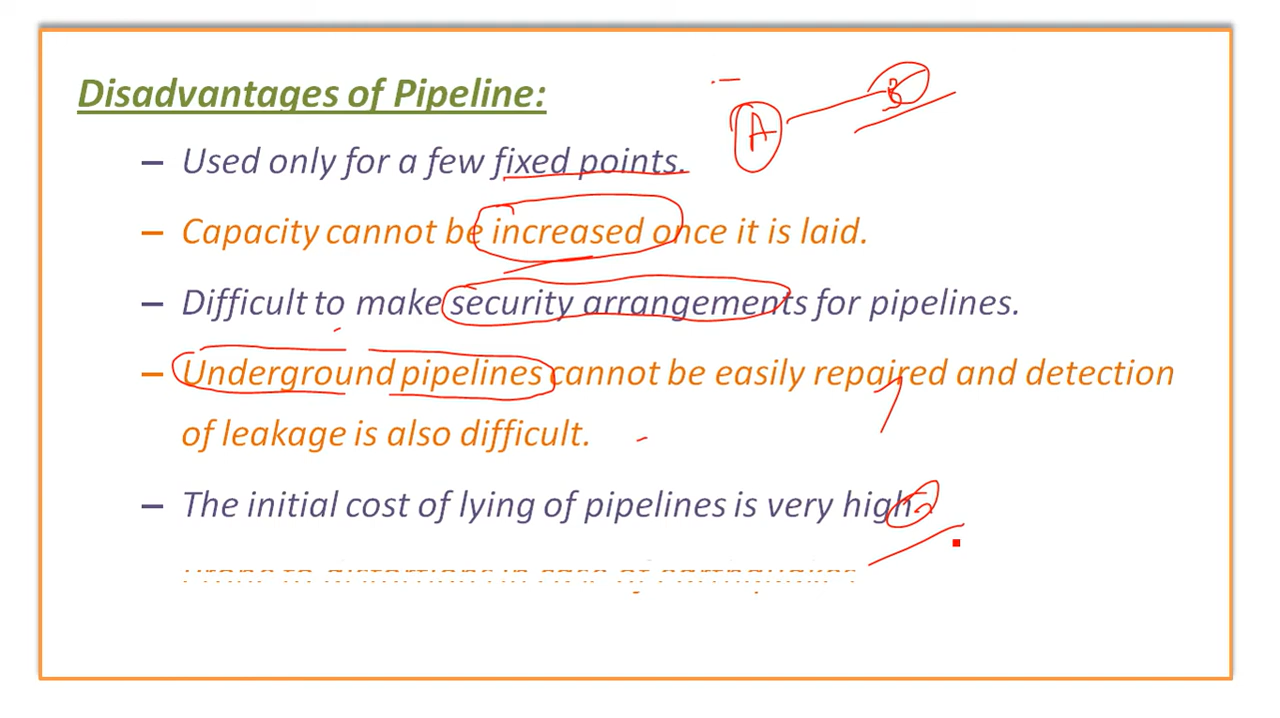 Disadvantages of Pipeline:
A
B
– Used only for a few fixed points.
– Capacity cannot be increased once it is laid.
– Difficult to make security arrangements for pipelines.
– Underground pipelines cannot be easily repaired and detection
of leakage is also difficult.
– The initial cost of lying of pipelines is very high.